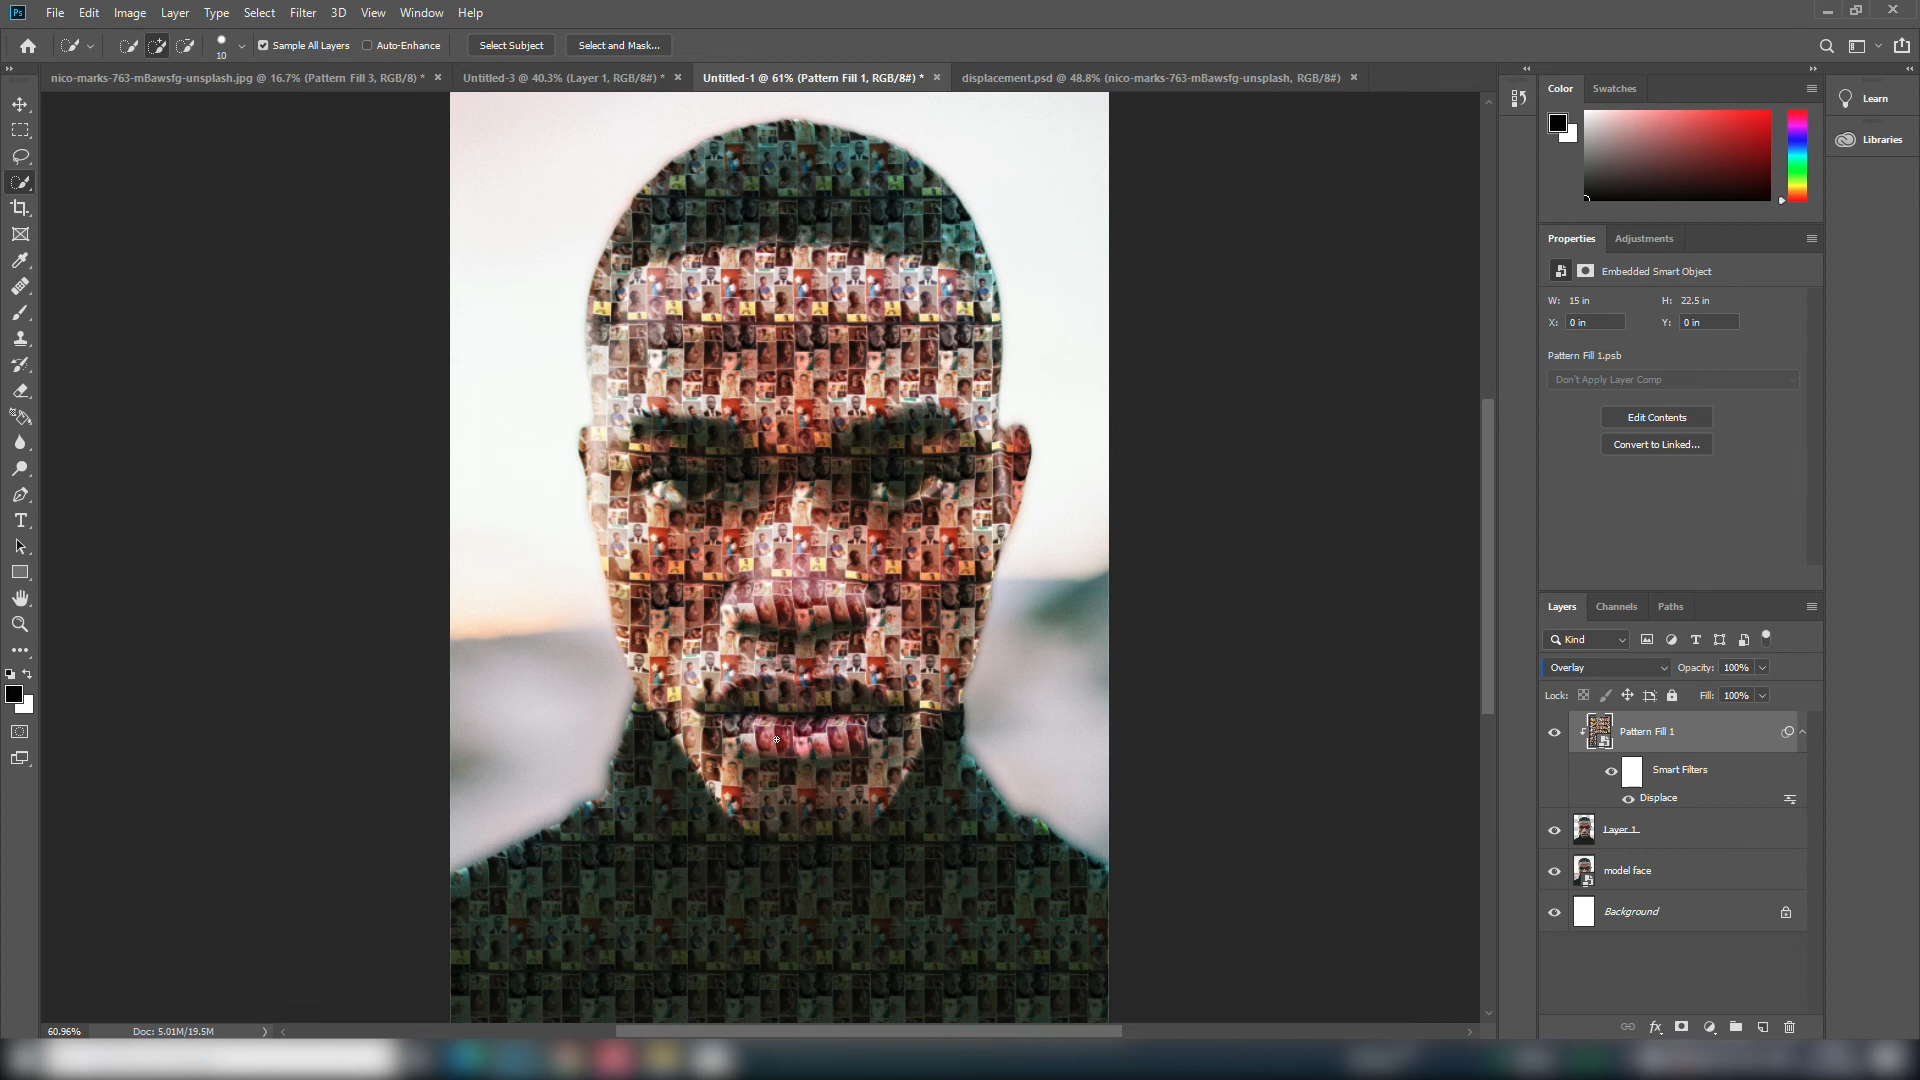 Ps File Edit Image Layer Type Select Filter 3D View Window Help
10 Sample All Layers Auto-Enhance Select Subject Select and Mask...
nico-marks-763-mBawsfg-unsplash.jpg @ 16.7% (Pattern Fill 3, RGB/8) * Untitled-3 @ 40.3% (Layer 1, RGB/8#) * Untitled-1 @ 61% (Pattern Fill 1, RGB/8#) * displacement.psd @ 48.8% (nico-marks-763-mBawsfg-unsplash, RGB/8#)
Color Swatches
Learn
Libraries
Properties Adjustments
Embedded Smart Object
W: 15 in H: 22.5 in
X: 0 in Y: 0 in
Pattern Fill 1.psb
Don't Apply Layer Comp
Edit Contents
Convert to Linked...
Layers Channels Paths
Kind
Overlay Opacity: 100%
Lock: Fill: 100%
Pattern Fill 1
Smart Filters
Displace
Layer 1
model face
Background
fx
60.96% Doc: 5.01M/19.5M